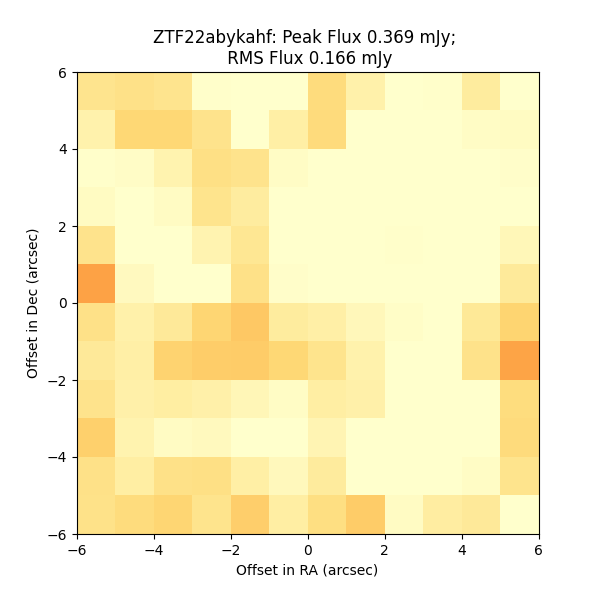 ZTF22abykahf: Peak Flux 0.369 mJy;
RMS Flux 0.166 mJy
6
4
2
0
−2
−4
−6
Offset in Dec (arcsec)
−6 −4 −2 0 2 4 6
Offset in RA (arcsec)